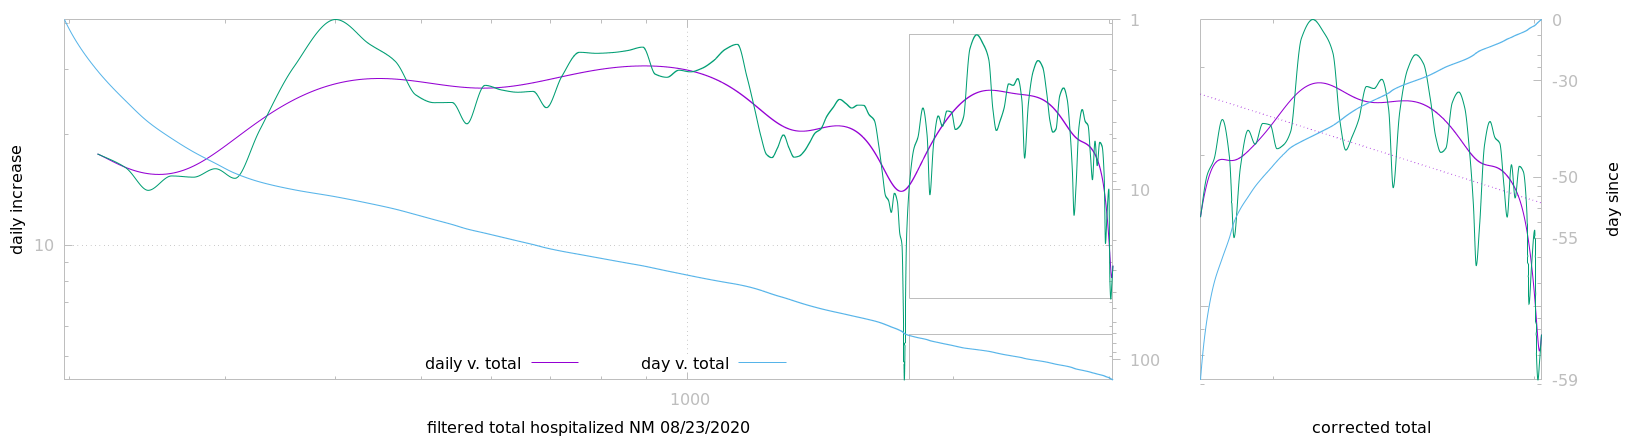 daily increase
10
daily v. total
day v. total
1000
filtered total hospitalized NM 08/23/2020
1
10
100
0
-30
-50
-55
-59
day since
corrected total